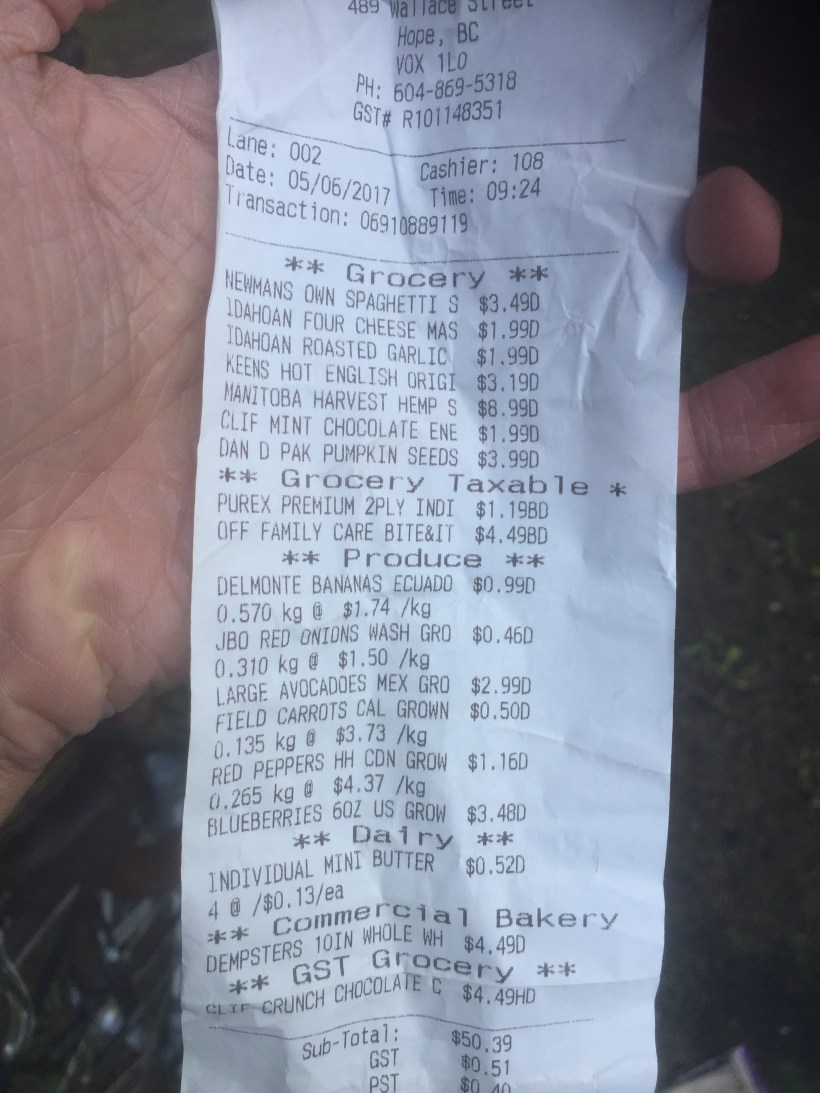 489 Wallace Street
Hope, BC
V0X 1L0
PH: 604-869-5318
GST# R101148351
Lane: 002 Cashier: 108
Date: 05/06/2017 Time: 09:24
Transaction: 06910889119
** Grocery **
NEWMANS OWN SPAGHETTI S $3.49D
IDAHOAN FOUR CHEESE MAS $1.99D
IDAHOAN ROASTED GARLIC $1.99D
KEENS HOT ENGLISH ORIGI $3.19D
MANITOBA HARVEST HEMP S $8.99D
CLIF MINT CHOCOLATE ENE $1.99D
DAN D PAK PUMPKIN SEEDS $3.99D
** Grocery Taxable *
PUREX PREMIUM 2PLY INDI $1.19BD
OFF FAMILY CARE BITE&IT $4.49BD
** Produce **
DELMONTE BANANAS ECUADO $0.99D
0.570 kg @ $1.74 /kg
JBO RED ONIONS WASH GRO $0.46D
0.310 kg @ $1.50 /kg
LARGE AVOCADOES MEX GRO $2.99D
FIELD CARROTS CAL GROWN $0.50D
0.135 kg @ $3.73 /kg
RED PEPPERS HH CDN GROW $1.16D
0.265 kg @ $4.37 /kg
BLUEBERRIES 6OZ US GROW $3.48D
** Dairy **
INDIVIDUAL MINI BUTTER $0.52D
4 @ /$0.13/ea
** Commercial Bakery
DEMPSTERS 10IN WHOLE WH $4.49D
** GST Grocery **
CLIF CRUNCH CHOCOLATE C $4.49HD
Sub-Total: $50.39
GST $0.51
PST $0.40